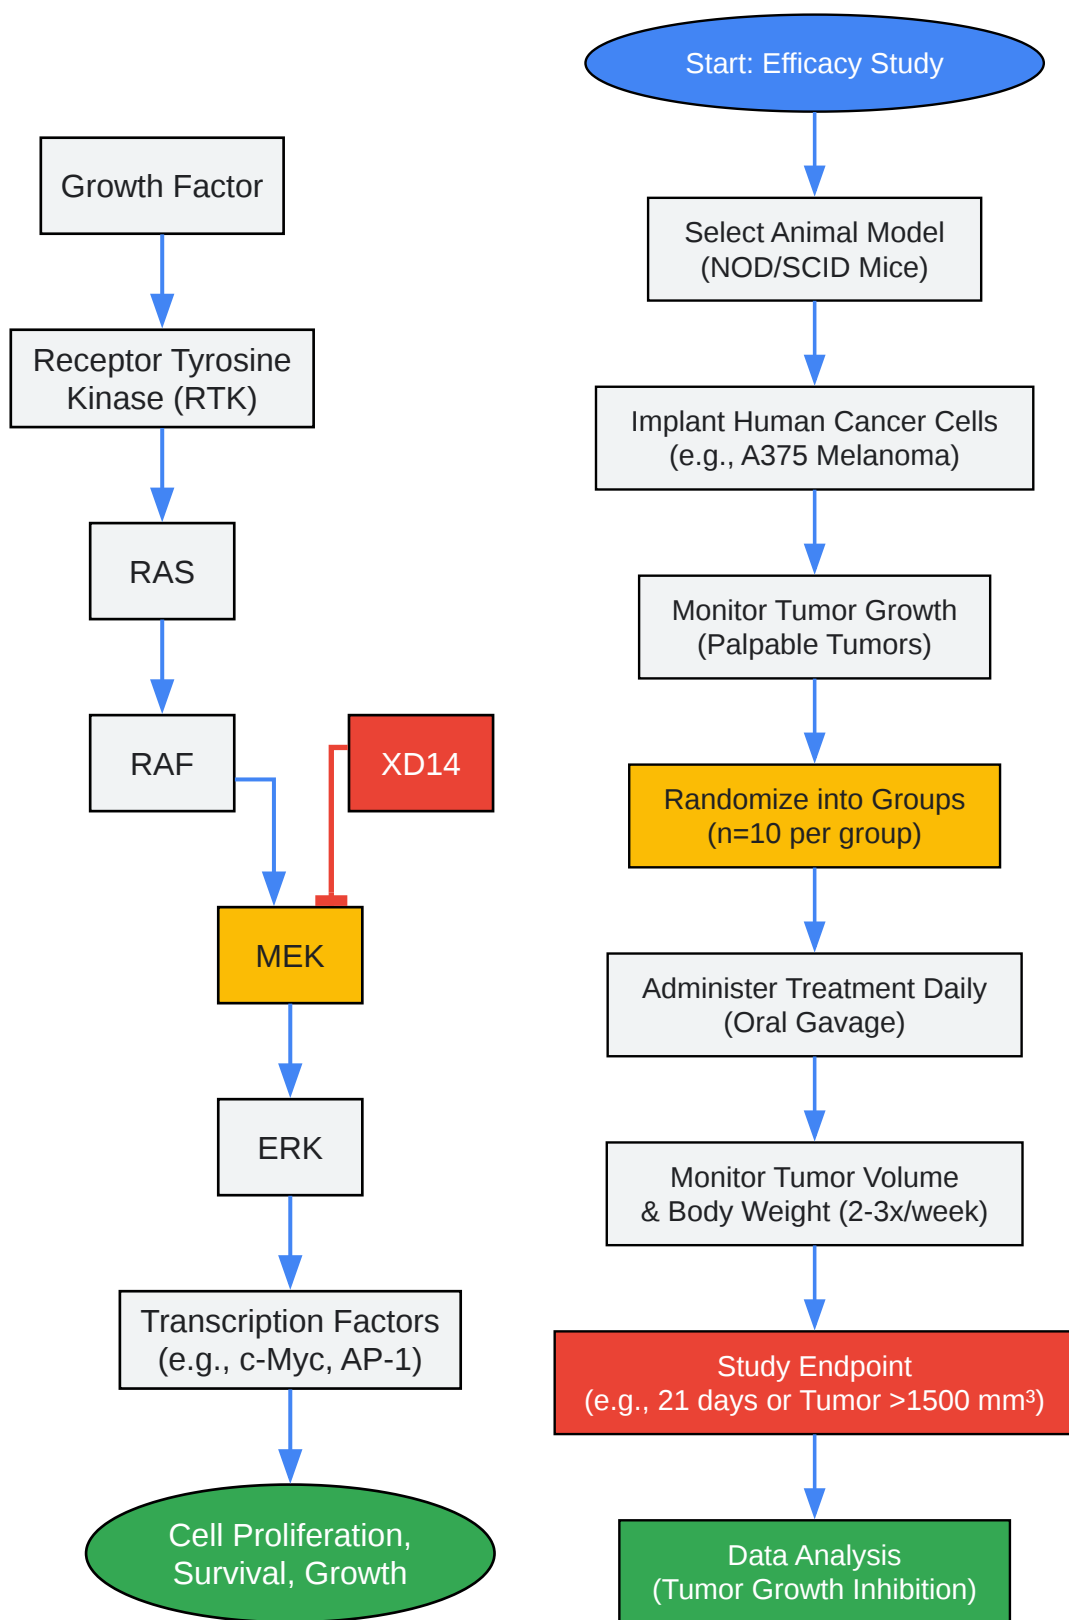 Growth Factor
Receptor Tyrosine
Kinase (RTK)
RAS
RAF
XD14
MEK
ERK
Transcription Factors
(e.g., c-Myc, AP-1)
Cell Proliferation,
Survival, Growth
Start: Efficacy Study
Select Animal Model
(NOD/SCID Mice)
Implant Human Cancer Cells
(e.g., A375 Melanoma)
Monitor Tumor Growth
(Palpable Tumors)
Randomize into Groups
(n=10 per group)
Administer Treatment Daily
(Oral Gavage)
Monitor Tumor Volume
& Body Weight (2-3x/week)
Study Endpoint
(e.g., 21 days or Tumor >1500 mm³)
Data Analysis
(Tumor Growth Inhibition)